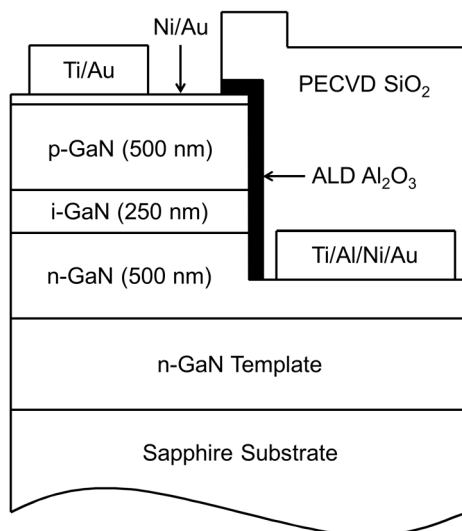 Ni/Au
Ti/Au
PECVD SiO₂
p-GaN (500 nm)
ALD Al₂O₃
i-GaN (250 nm)
Ti/Al/Ni/Au
n-GaN (500 nm)
n-GaN Template
Sapphire Substrate